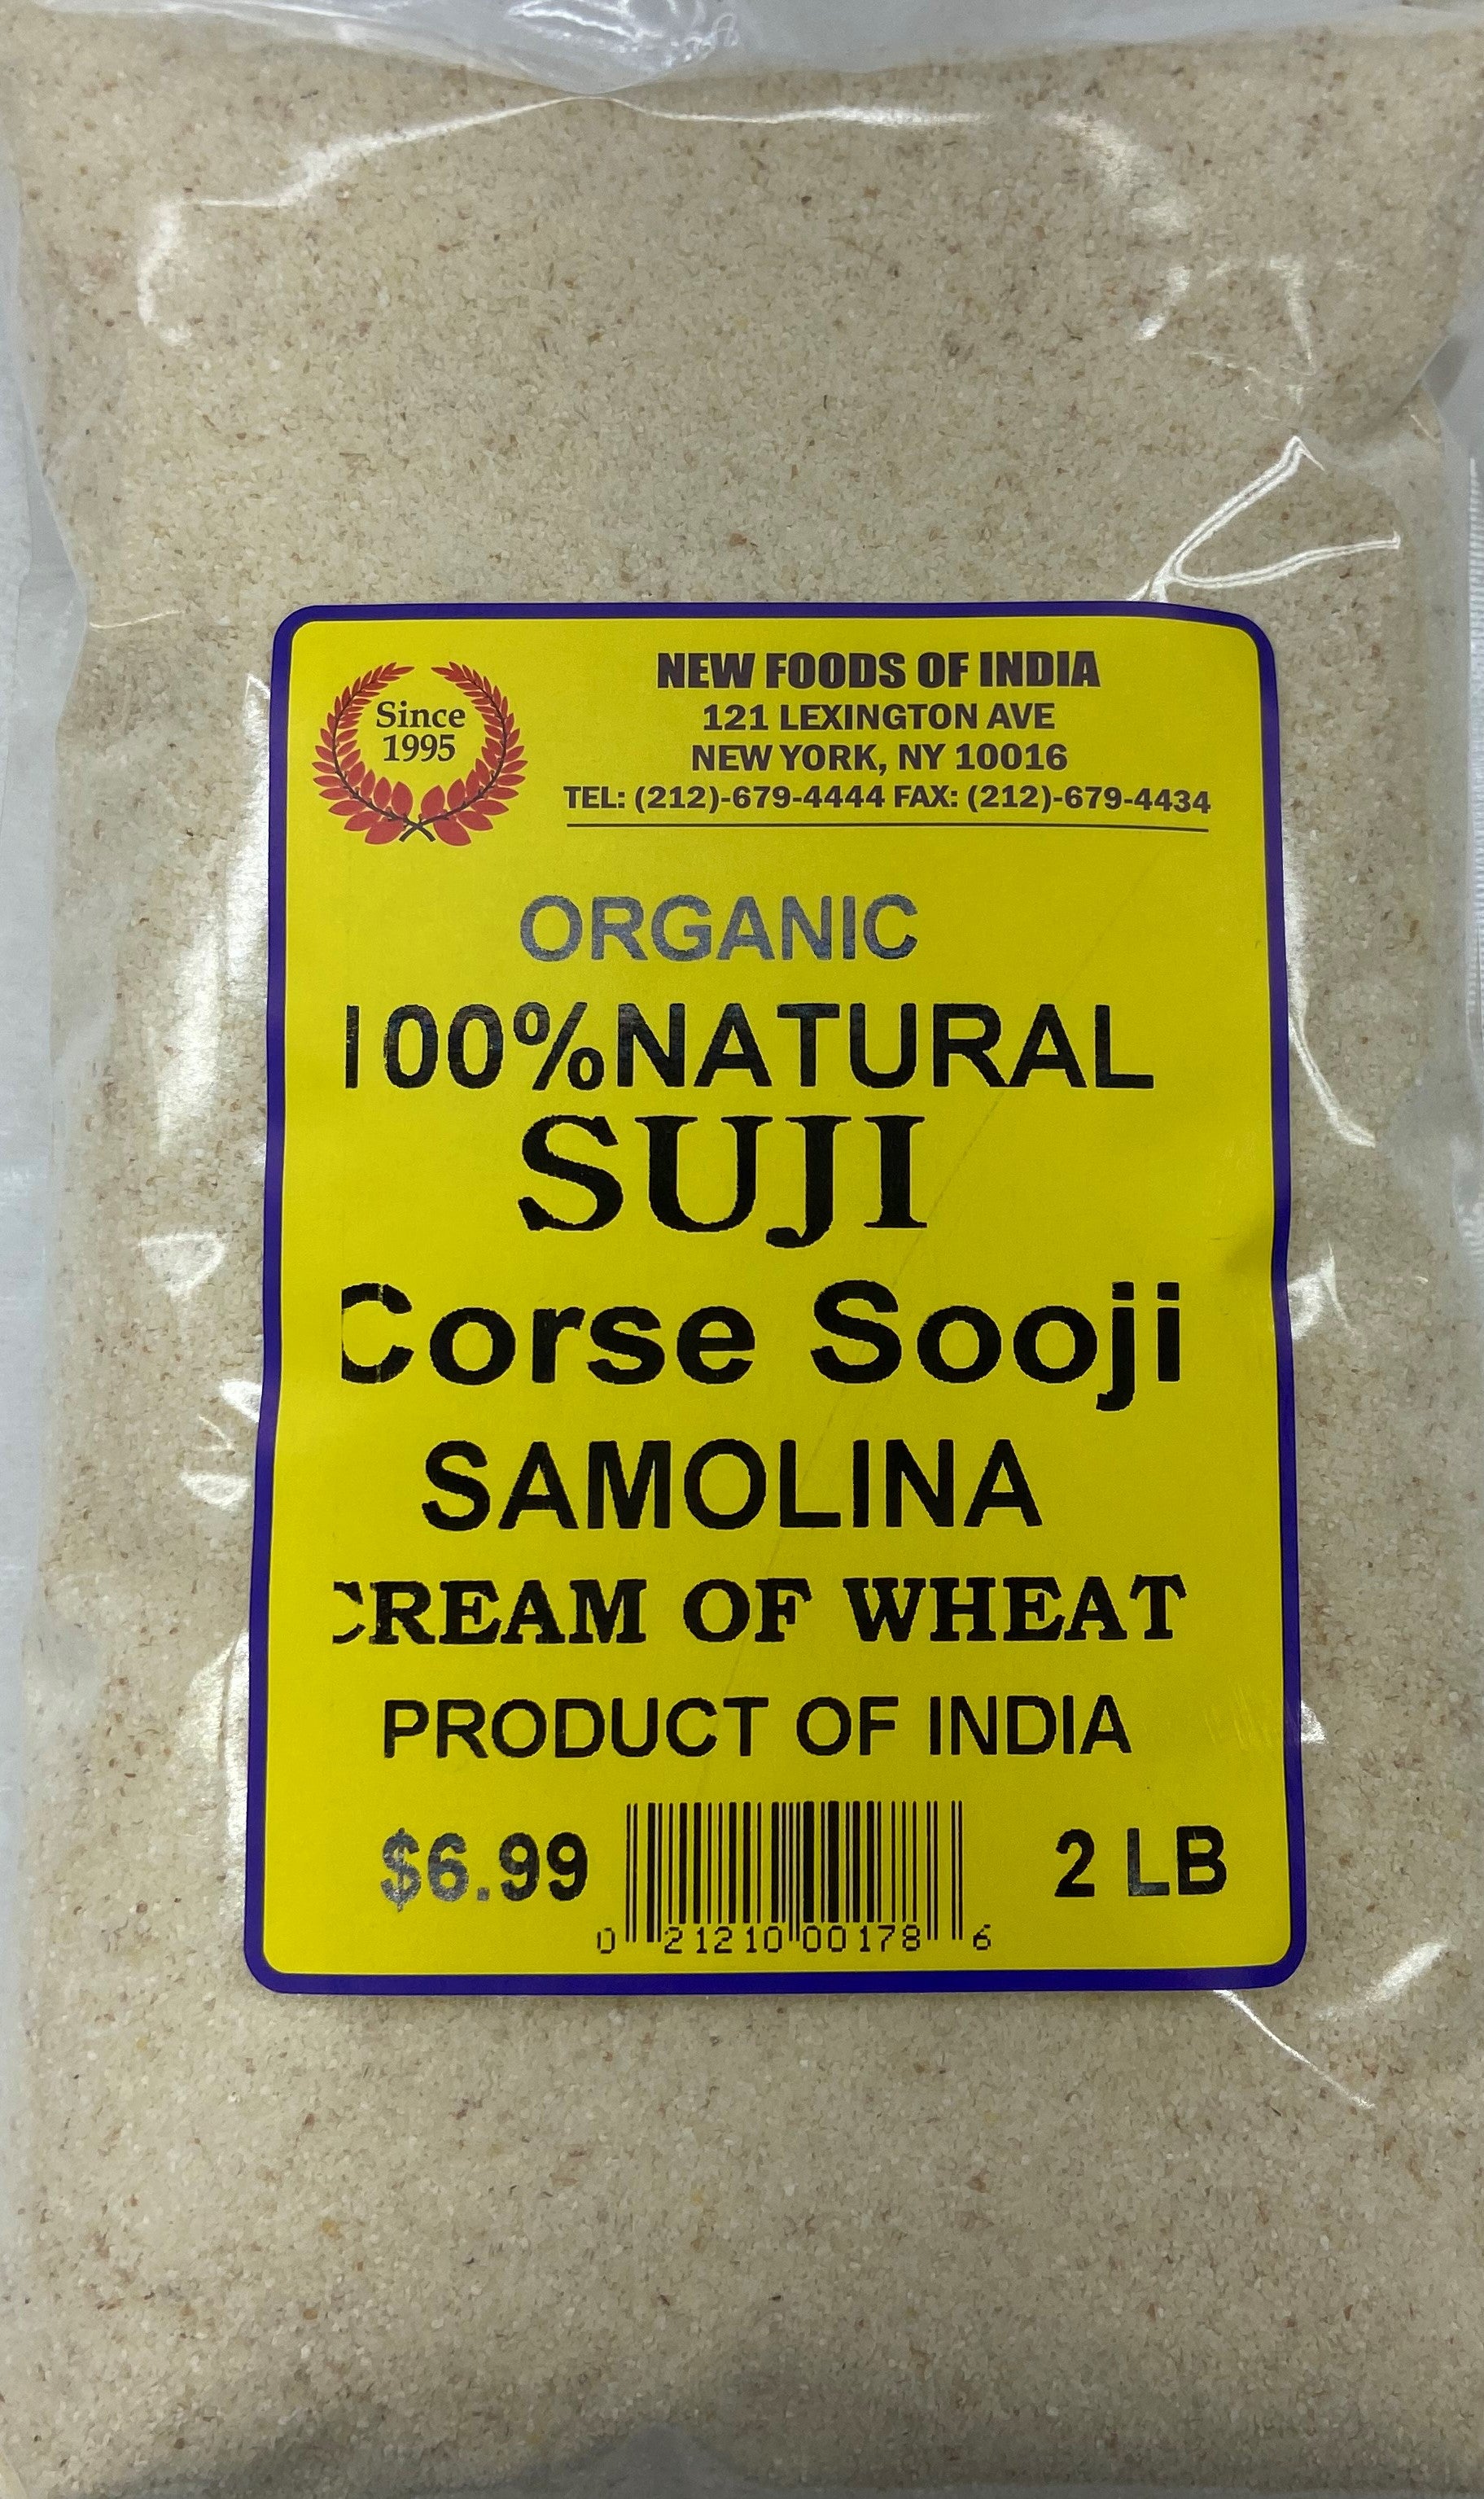 Since
1995
NEW FOODS OF INDIA
121 LEXINGTON AVE
NEW YORK, NY 10016
TEL: (212)-679-4444 FAX: (212)-679-4434
ORGANIC
100%NATURAL
SUJI
Corse Sooji
SAMOLINA
CREAM OF WHEAT
PRODUCT OF INDIA
$6.99
2 LB
0 21210 00178 6